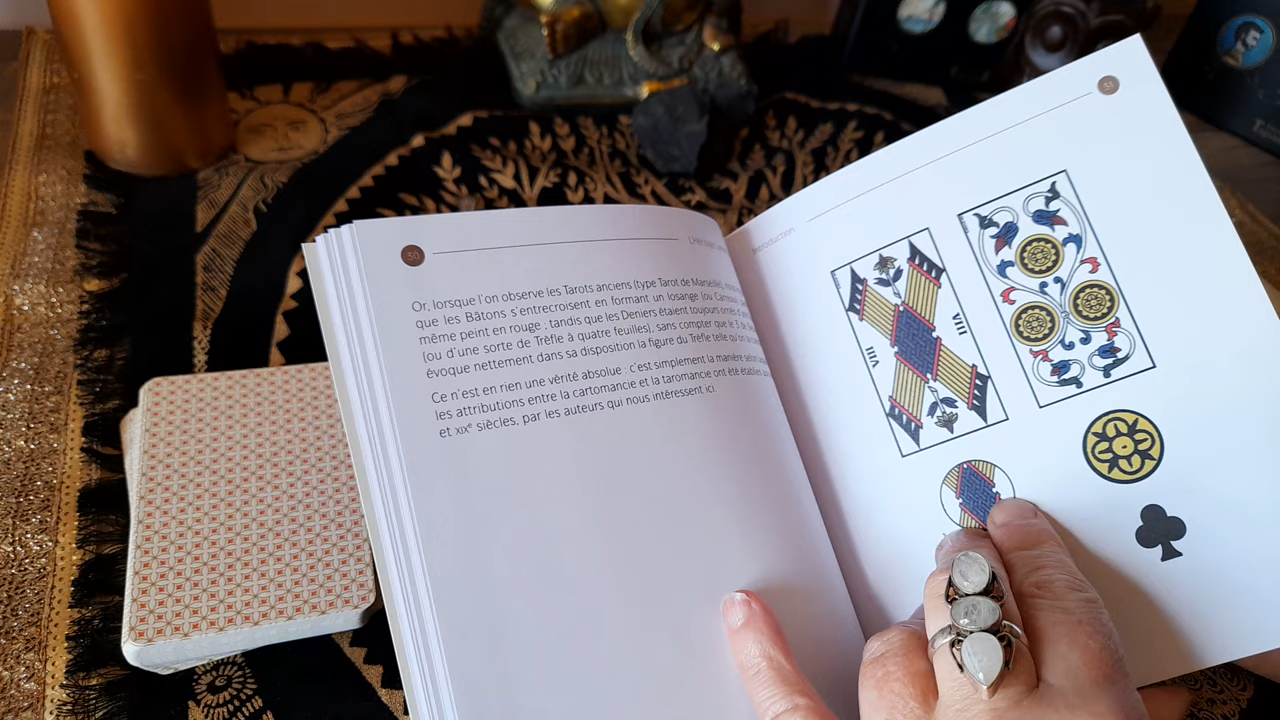 30
Or, lorsque l'on observe les Tarots anciens (type Tarot de Marseille),
que les Bâtons s'entrecroisent en formant un losange (ou Carreau
même peint en rouge ; tandis que les Deniers étaient toujours ornés
(ou d'une sorte de Trèfle à quatre feuilles), sans compter que le 3 de
évoque nettement dans sa disposition la figure du Trèfle telle qu'on
Ce n'est en rien une vérité absolue : c'est simplement la manière selon
les attributions entre la cartomancie et la taromancie ont été établies
et XIXe siècles, par les auteurs qui nous intéressent ici.
31
Introduction
VIII
VIII